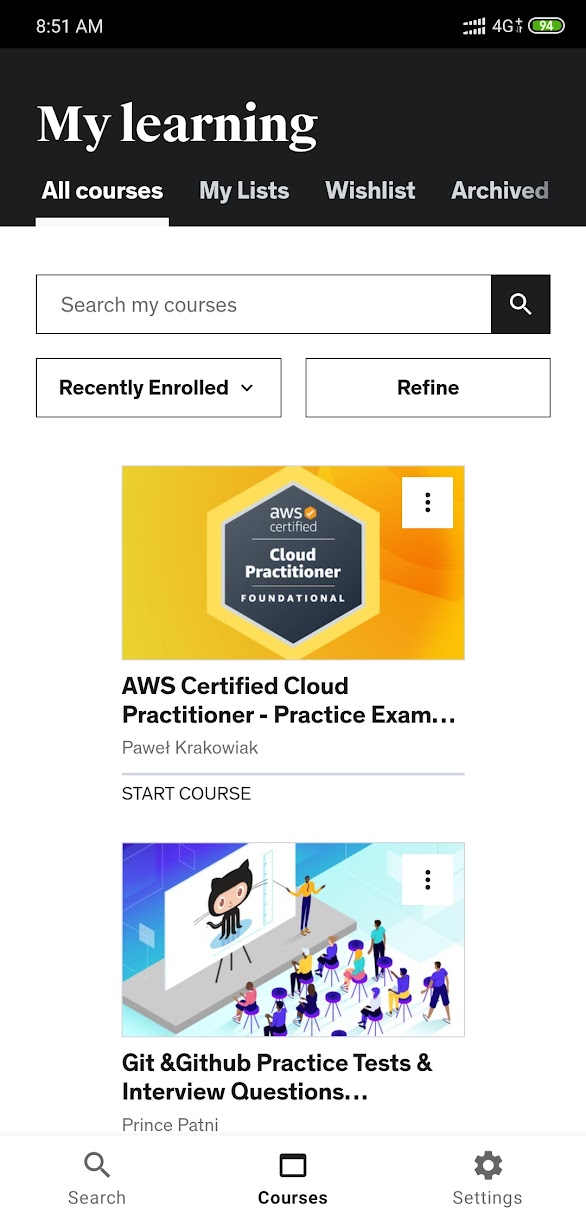 8:51 AM
4G+
94
My learning
All courses
My Lists
Wishlist
Archived
Search my courses
Recently Enrolled
Refine
aws
certified
Cloud
Practitioner
FOUNDATIONAL
AWS Certified Cloud
Practitioner - Practice Exam...
Paweł Krakowiak
START COURSE
Git &Github Practice Tests &
Interview Questions...
Prince Patni
Search
Courses
Settings